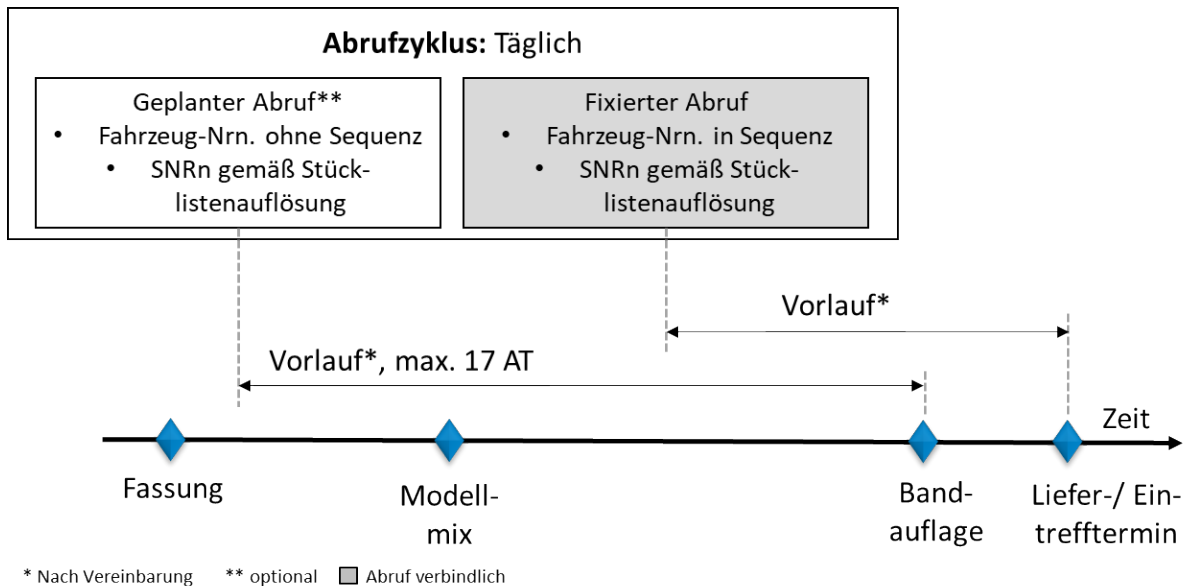 Abrufzyklus: Täglich
Geplanter Abruf**
• Fahrzeug-Nrn. ohne Sequenz
• SNRn gemäß Stück-
listenauflösung
Fixierter Abruf
• Fahrzeug-Nrn. in Sequenz
• SNRn gemäß Stück-
listenauflösung
Vorlauf*
Vorlauf*, max. 17 AT
Zeit
Fassung
Modell-
mix
Band-
auflage
Liefer-/ Ein-
trefftermin
* Nach Vereinbarung ** optional Abruf verbindlich